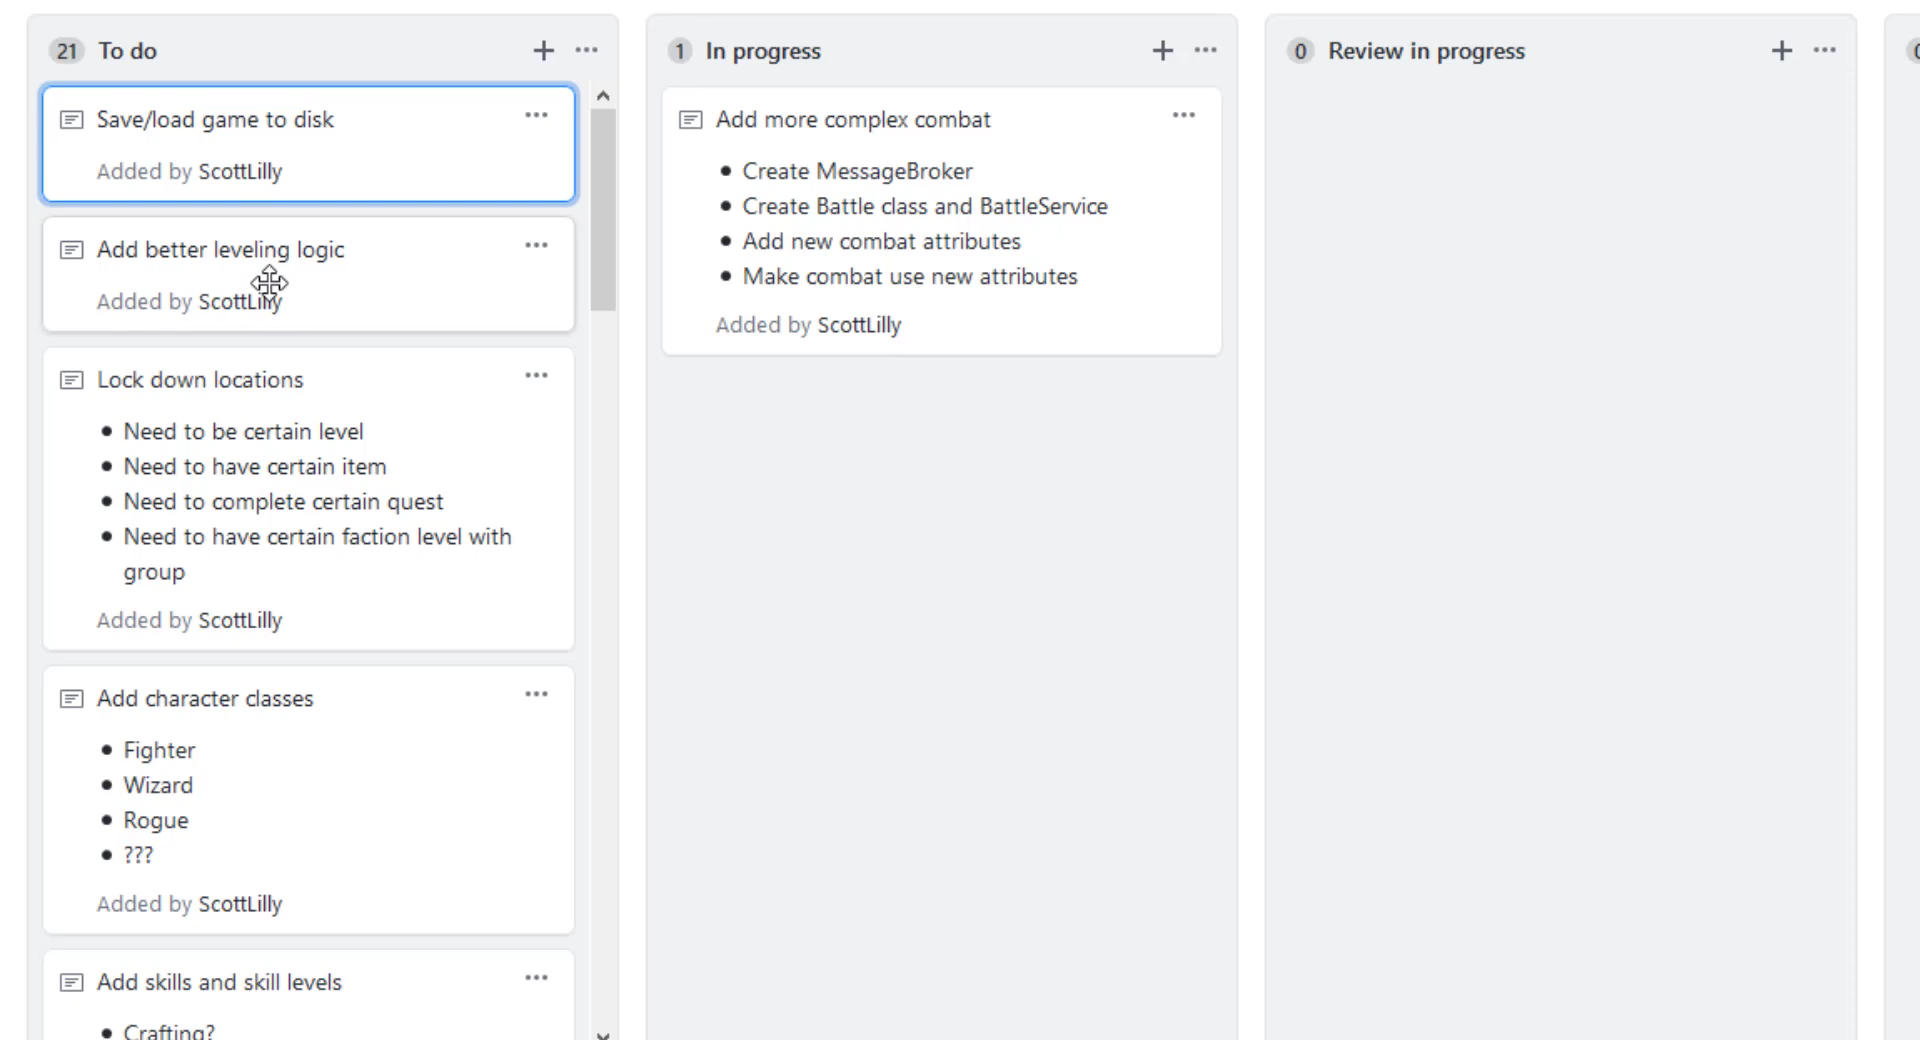 21 To do
Save/load game to disk
Added by ScottLilly
Add better leveling logic
Added by ScottLilly
Lock down locations
• Need to be certain level
• Need to have certain item
• Need to complete certain quest
• Need to have certain faction level with
group
Added by ScottLilly
Add character classes
• Fighter
• Wizard
• Rogue
• ???
Added by ScottLilly
Add skills and skill levels
• Crafting?
1 In progress
Add more complex combat
• Create MessageBroker
• Create Battle class and BattleService
• Add new combat attributes
• Make combat use new attributes
Added by ScottLilly
0 Review in progress